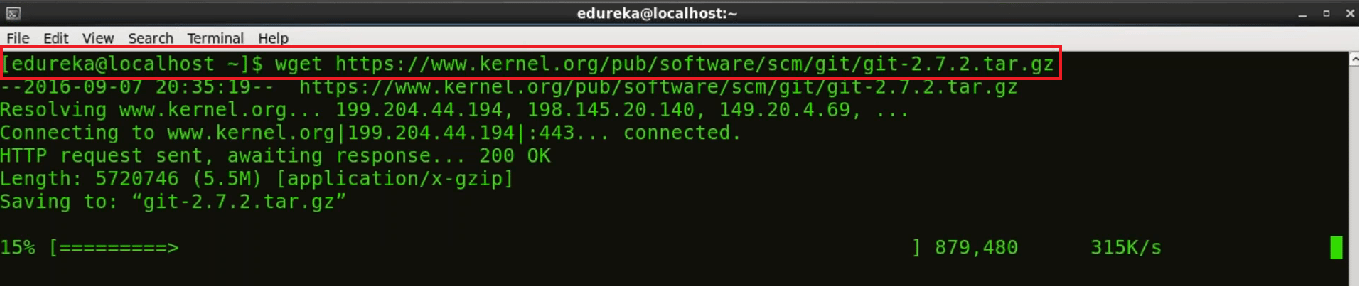 edureka@localhost:~
File Edit View Search Terminal Help
[edureka@localhost ~]$ wget https://www.kernel.org/pub/software/scm/git/git-2.7.2.tar.gz
--2016-09-07 20:35:19--  https://www.kernel.org/pub/software/scm/git/git-2.7.2.tar.gz
Resolving www.kernel.org... 199.204.44.194, 198.145.20.140, 149.20.4.69, ...
Connecting to www.kernel.org|199.204.44.194|:443... connected.
HTTP request sent, awaiting response... 200 OK
Length: 5720746 (5.5M) [application/x-gzip]
Saving to: “git-2.7.2.tar.gz”
15% [=========>                                                             ] 879,480      315K/s